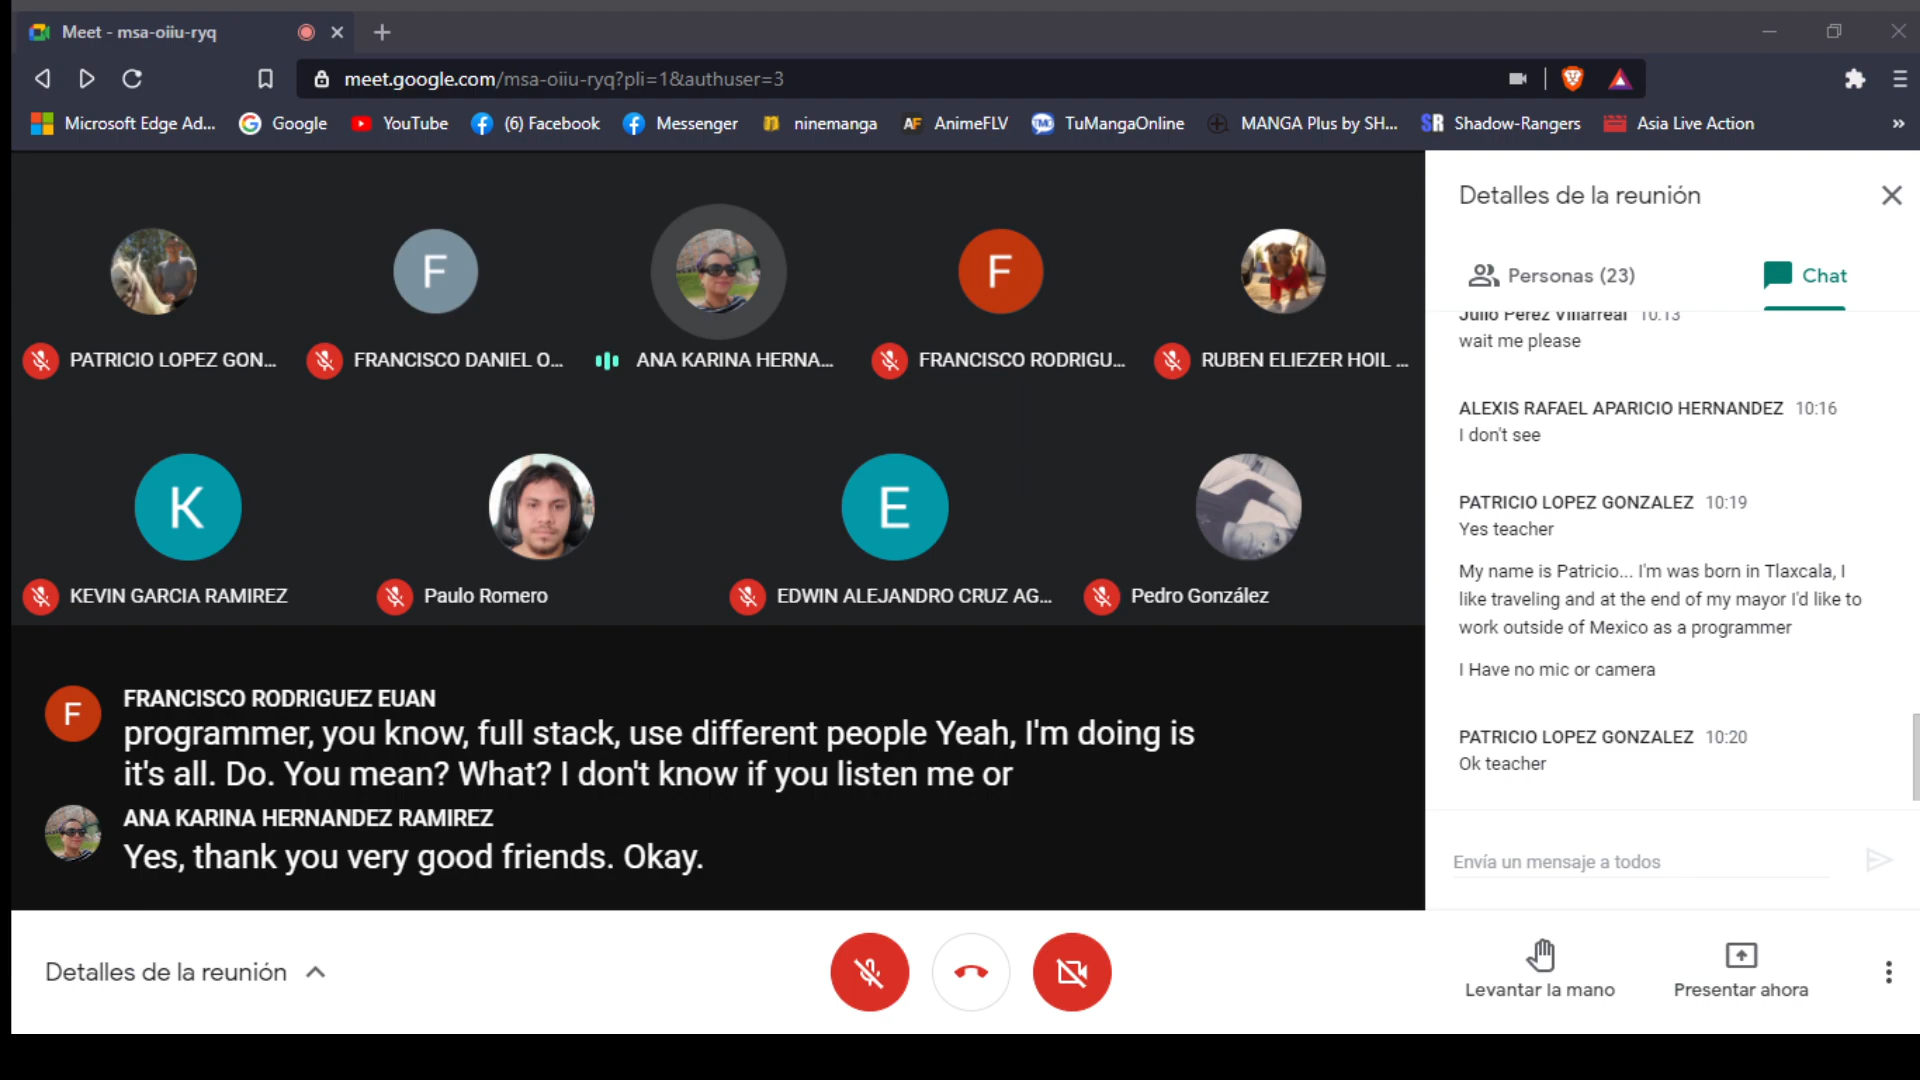 Meet - msa-oiiu-ryq
meet.google.com/msa-oiiu-ryq?pli=1&authuser=3
Microsoft Edge Ad...
Google
YouTube
(6) Facebook
Messenger
ninemanga
AF AnimeFLV
TMO TuMangaOnline
MANGA Plus by SH...
SR Shadow-Rangers
Asia Live Action
»
F
F
PATRICIO LOPEZ GON...
FRANCISCO DANIEL O...
ANA KARINA HERNA...
FRANCISCO RODRIGU...
RUBEN ELIEZER HOIL ...
K
E
KEVIN GARCIA RAMIREZ
Paulo Romero
EDWIN ALEJANDRO CRUZ AG...
Pedro González
F
FRANCISCO RODRIGUEZ EUAN
programmer, you know, full stack, use different people Yeah, I'm doing is
it's all. Do. You mean? What? I don't know if you listen me or
ANA KARINA HERNANDEZ RAMIREZ
Yes, thank you very good friends. Okay.
Detalles de la reunión
Personas (23)
Chat
Julio Perez Villarreal 10:13
wait me please
ALEXIS RAFAEL APARICIO HERNANDEZ 10:16
I don't see
PATRICIO LOPEZ GONZALEZ 10:19
Yes teacher
My name is Patricio... I'm was born in Tlaxcala, I
like traveling and at the end of my mayor I'd like to
work outside of Mexico as a programmer
I Have no mic or camera
PATRICIO LOPEZ GONZALEZ 10:20
Ok teacher
Envía un mensaje a todos
Detalles de la reunión
Levantar la mano
Presentar ahora